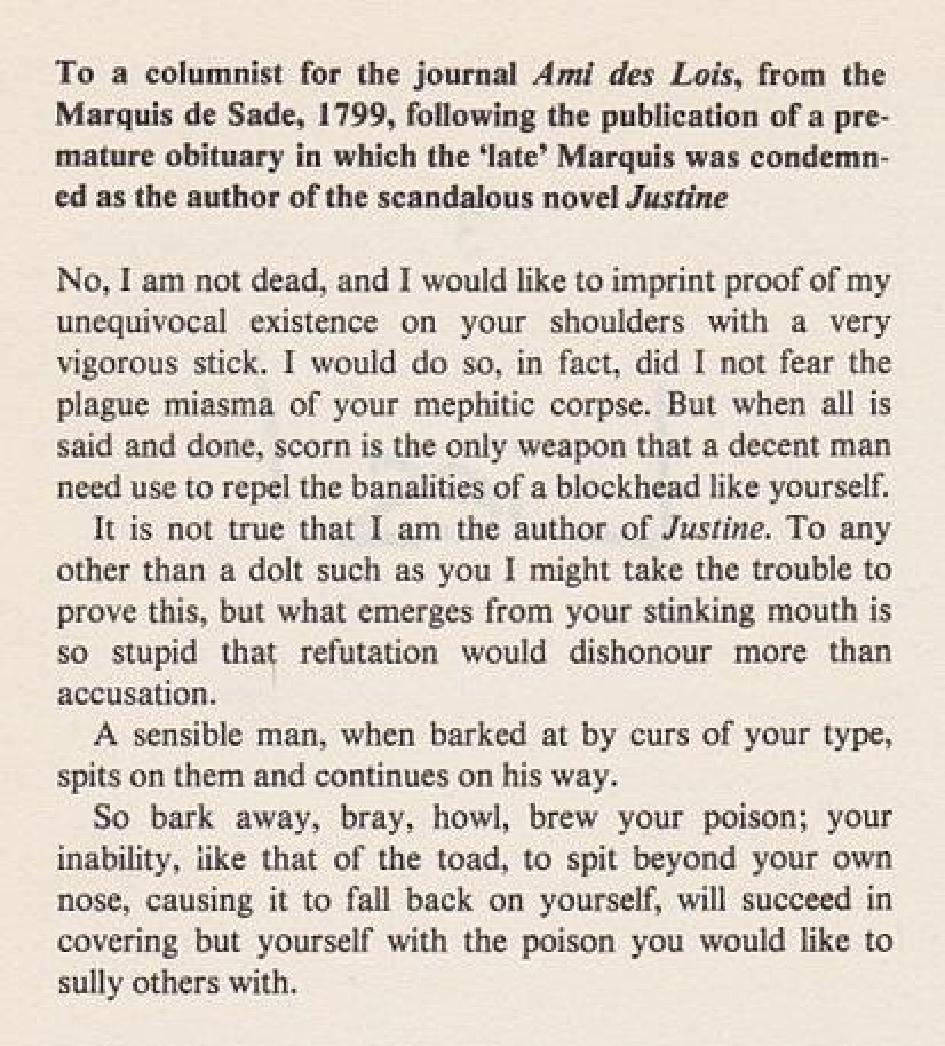 To a columnist for the journal Ami des Lois, from the
Marquis de Sade, 1799, following the publication of a pre-
mature obituary in which the ‘late’ Marquis was condemn-
ed as the author of the scandalous novel Justine
No, I am not dead, and I would like to imprint proof of my
unequivocal existence on your shoulders with a very
vigorous stick. I would do so, in fact, did I not fear the
plague miasma of your mephitic corpse. But when all is
said and done, scorn is the only weapon that a decent man
need use to repel the banalities of a blockhead like yourself.
It is not true that I am the author of Justine. To any
other than a dolt such as you I might take the trouble to
prove this, but what emerges from your stinking mouth is
so stupid that refutation would dishonour more than
accusation.
A sensible man, when barked at by curs of your type,
spits on them and continues on his way.
So bark away, bray, howl, brew your poison; your
inability, like that of the toad, to spit beyond your own
nose, causing it to fall back on yourself, will succeed in
covering but yourself with the poison you would like to
sully others with.